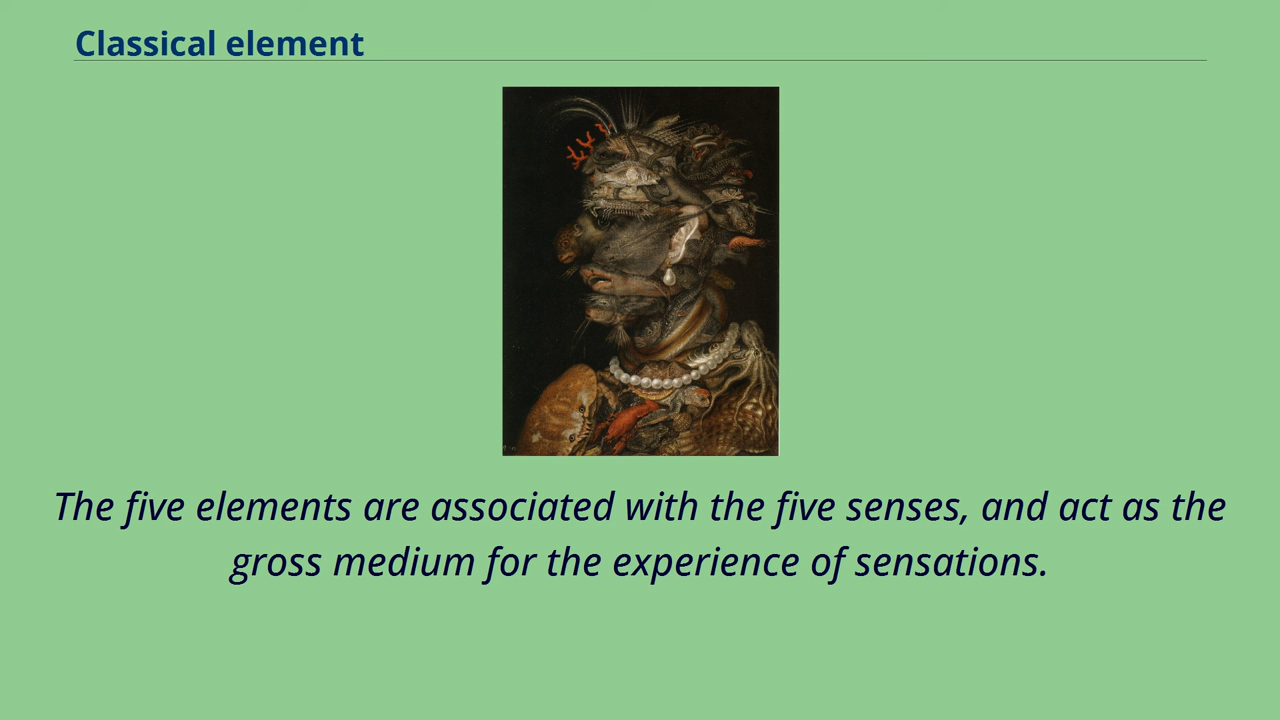 Classical element
The five elements are associated with the five senses, and act as the
gross medium for the experience of sensations.